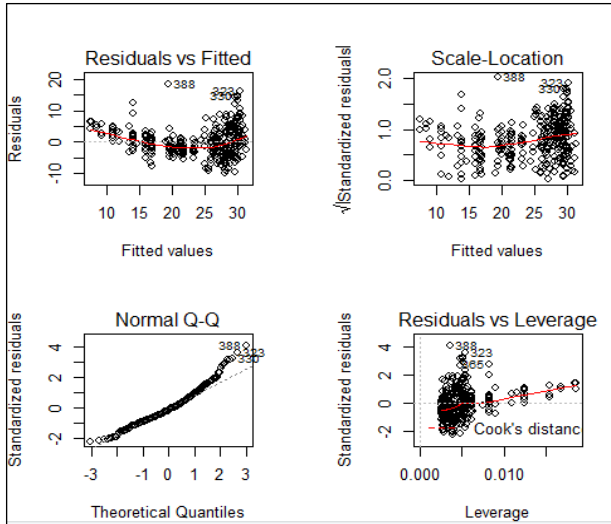 Residuals vs Fitted
Residuals
20
10
0
-10
388
323
330
10 15 20 25 30
Fitted values
Scale-Location
√|Standardized residuals|
2.0
1.0
0.0
388
323
330
10 15 20 25 30
Fitted values
Normal Q-Q
Standardized residuals
4
2
0
-2
388
323
330
-3 -1 0 1 2 3
Theoretical Quantiles
Residuals vs Leverage
Standardized residuals
4
2
0
-2
388
323
365
Cook's distanc
0.000 0.010
Leverage